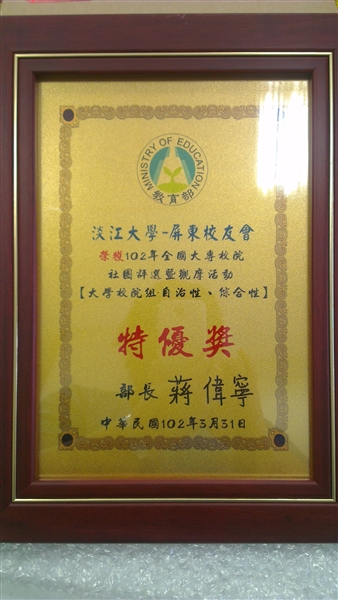 MINISTRY OF EDUCATION
教育部
淡江大學-屏東校友會
榮獲102年全國大專校院
社團評選暨觀摩活動
【大學校院組自治性、綜合性】
特優獎
部長 蔣偉寧
中華民國102年3月31日